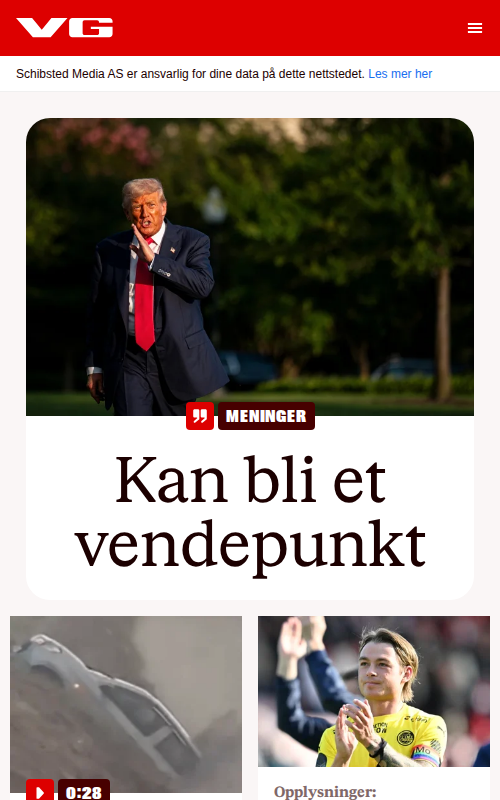 VG
Schibsted Media AS er ansvarlig for dine data på dette nettstedet. Les mer her
MENINGER
Kan bli et
vendepunkt
0:28
Opplysninger: